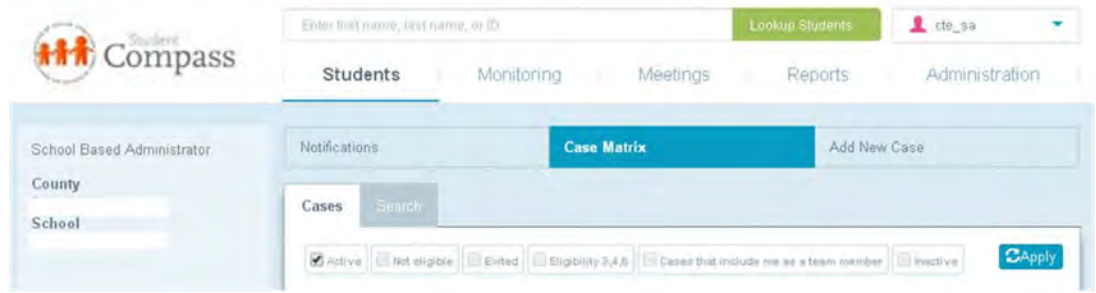 Enter first name, last name, or ID
Lookup Students
cte_sa
Student
Compass
Students
Monitoring
Meetings
Reports
Administration
School Based Administrator
County
School
Notifications
Case Matrix
Add New Case
Cases
Search
Active
Not eligible
Exited
Eligibility 3,4,6
Cases that include me as a team member
Inactive
Apply